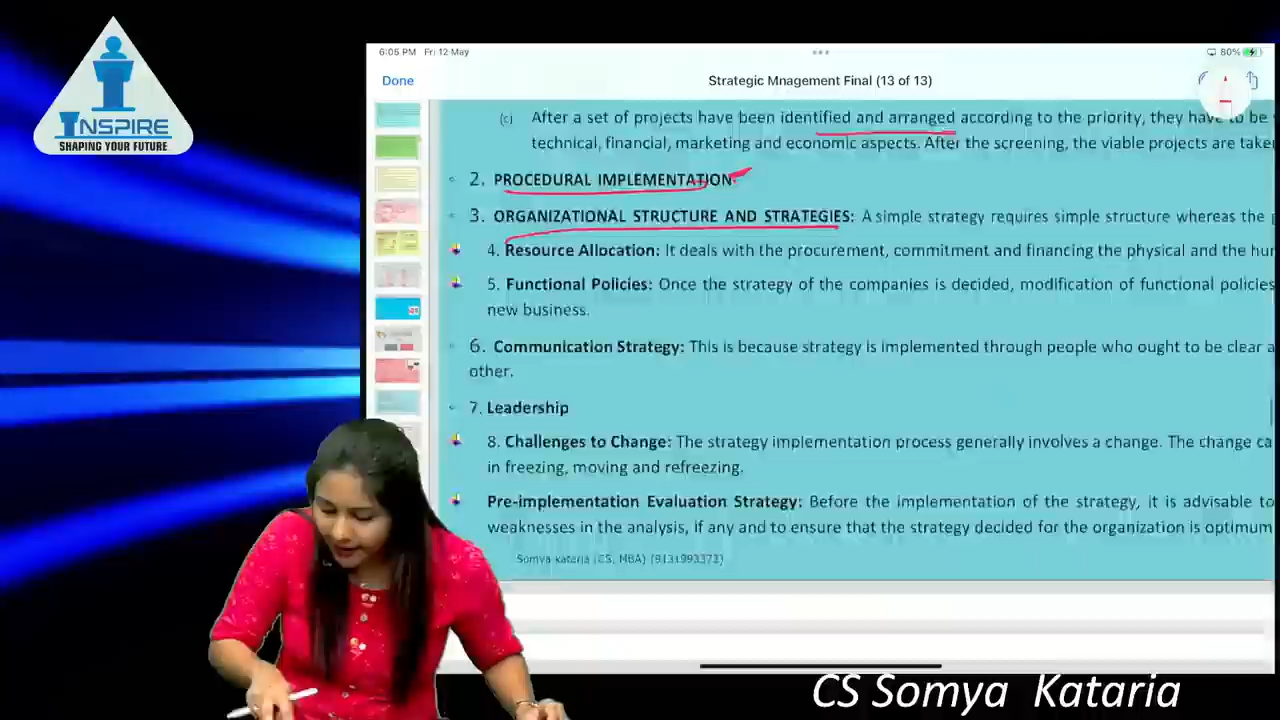 INSPIRE
SHAPING YOUR FUTURE
6:05 PM Fri 12 May
80%
Done
Strategic Mnagement Final (13 of 13)
(c) After a set of projects have been identified and arranged according to the priority, they have to be
technical, financial, marketing and economic aspects. After the screening, the viable projects are taken
2. PROCEDURAL IMPLEMENTATION
3. ORGANIZATIONAL STRUCTURE AND STRATEGIES: A simple strategy requires simple structure whereas the
4. Resource Allocation: It deals with the procurement, commitment and financing the physical and the
5. Functional Policies: Once the strategy of the companies is decided, modification of functional policies
new business.
6. Communication Strategy: This is because strategy is implemented through people who ought to be clear
other.
7. Leadership
8. Challenges to Change: The strategy implementation process generally involves a change. The change
in freezing, moving and refreezing.
Pre-implementation Evaluation Strategy: Before the implementation of the strategy, it is advisable to
weaknesses in the analysis, if any and to ensure that the strategy decided for the organization is optimum
Somya kataria (CS, MBA) (9131993373)
CS Somya Kataria